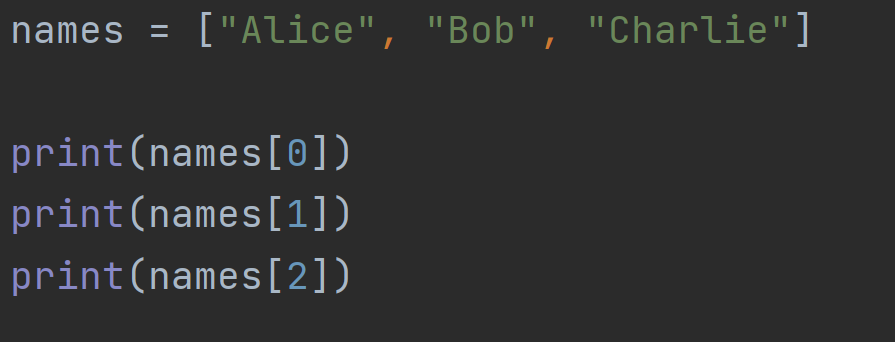 names = ["Alice", "Bob", "Charlie"]
print(names[0])
print(names[1])
print(names[2])